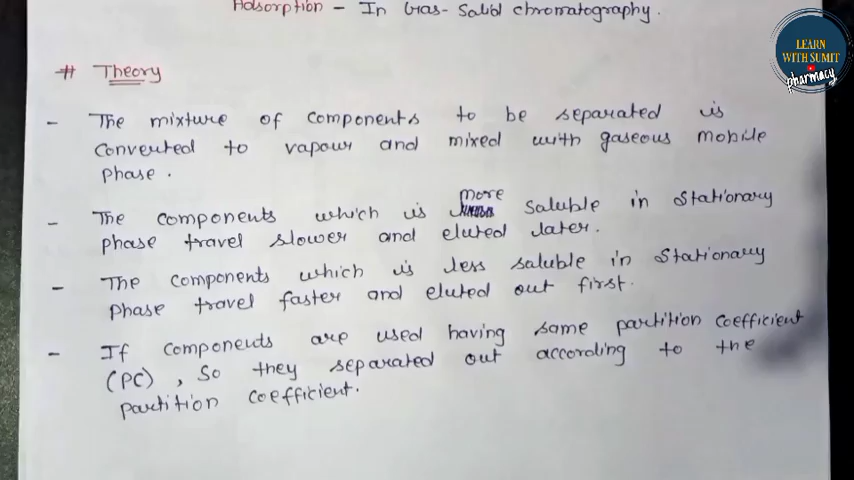 Adsorption - In Gas-Solid chromatography.
LEARN
WITH SUMIT
pharmacy
# Theory
- The mixture of components to be separated is
converted to vapour and mixed with gaseous mobile
phase.
more
- The components which is soluble in stationary
phase travel slower and eluted later.
- The components which is less soluble in stationary
phase travel faster and eluted out first.
- If components are used having same partition coefficient
(PC), So they separated out according to the
partition coefficient.